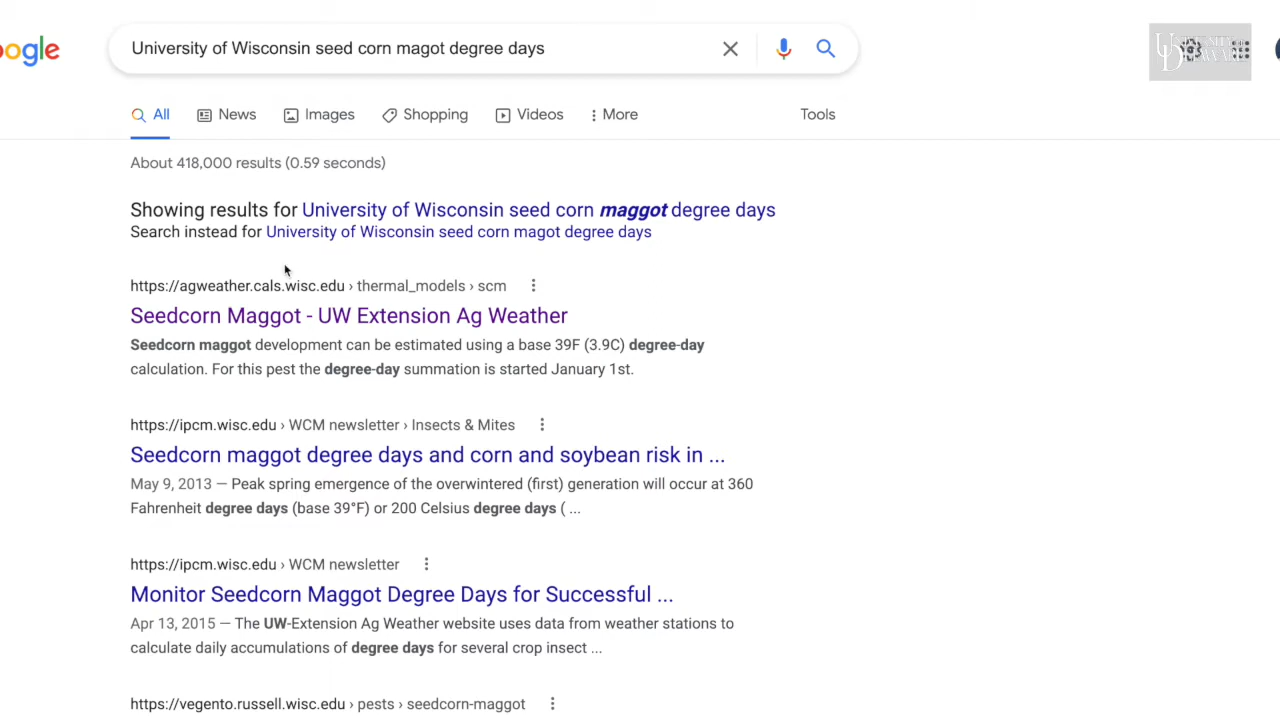 ogle
University of Wisconsin seed corn magot degree days
UNIVERSITY OF
DELAWARE
All
News
Images
Shopping
Videos
More
Tools
About 418,000 results (0.59 seconds)
Showing results for University of Wisconsin seed corn maggot degree days
Search instead for University of Wisconsin seed corn magot degree days
https://agweather.cals.wisc.edu › thermal_models › scm
Seedcorn Maggot - UW Extension Ag Weather
Seedcorn maggot development can be estimated using a base 39F (3.9C) degree-day
calculation. For this pest the degree-day summation is started January 1st.
https://ipcm.wisc.edu › WCM newsletter › Insects & Mites
Seedcorn maggot degree days and corn and soybean risk in ...
May 9, 2013 — Peak spring emergence of the overwintered (first) generation will occur at 360
Fahrenheit degree days (base 39°F) or 200 Celsius degree days ( ...
https://ipcm.wisc.edu › WCM newsletter
Monitor Seedcorn Maggot Degree Days for Successful ...
Apr 13, 2015 — The UW-Extension Ag Weather website uses data from weather stations to
calculate daily accumulations of degree days for several crop insect ...
https://vegento.russell.wisc.edu › pests › seedcorn-maggot